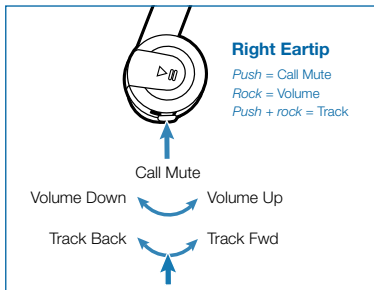 Right Eartip
Push = Call Mute
Rock = Volume
Push + rock = Track
Call Mute
Volume Down Volume Up
Track Back Track Fwd